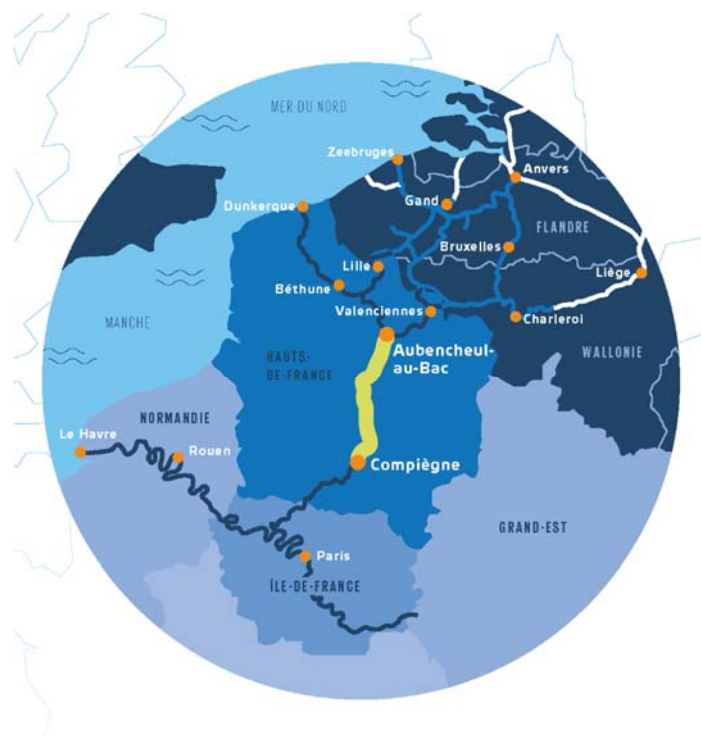 MER DU NORD
Zeebruges
Anvers
Dunkerque
Gand
FLANDRE
Bruxelles
Lille
Liège
Béthune
Valenciennes
Charleroi
MANCHE
Aubencheul-
au-Bac
WALLONIE
HAUTS-
DE-FRANCE
NORMANDIE
Le Havre
Rouen
Compiègne
GRAND-EST
Paris
ÎLE-DE-FRANCE